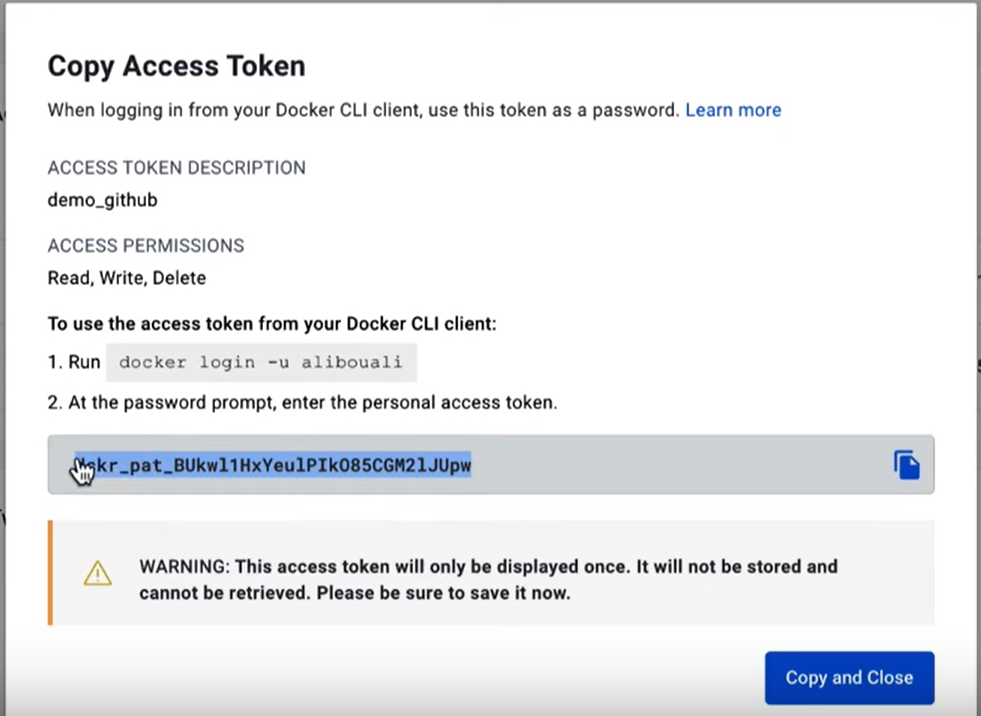 Copy Access Token
When logging in from your Docker CLI client, use this token as a password. Learn more
ACCESS TOKEN DESCRIPTION
demo_github
ACCESS PERMISSIONS
Read, Write, Delete
To use the access token from your Docker CLI client:
1. Run docker login -u alibouali
2. At the password prompt, enter the personal access token.
WARNING: This access token will only be displayed once. It will not be stored and
cannot be retrieved. Please be sure to save it now.
Copy and Close